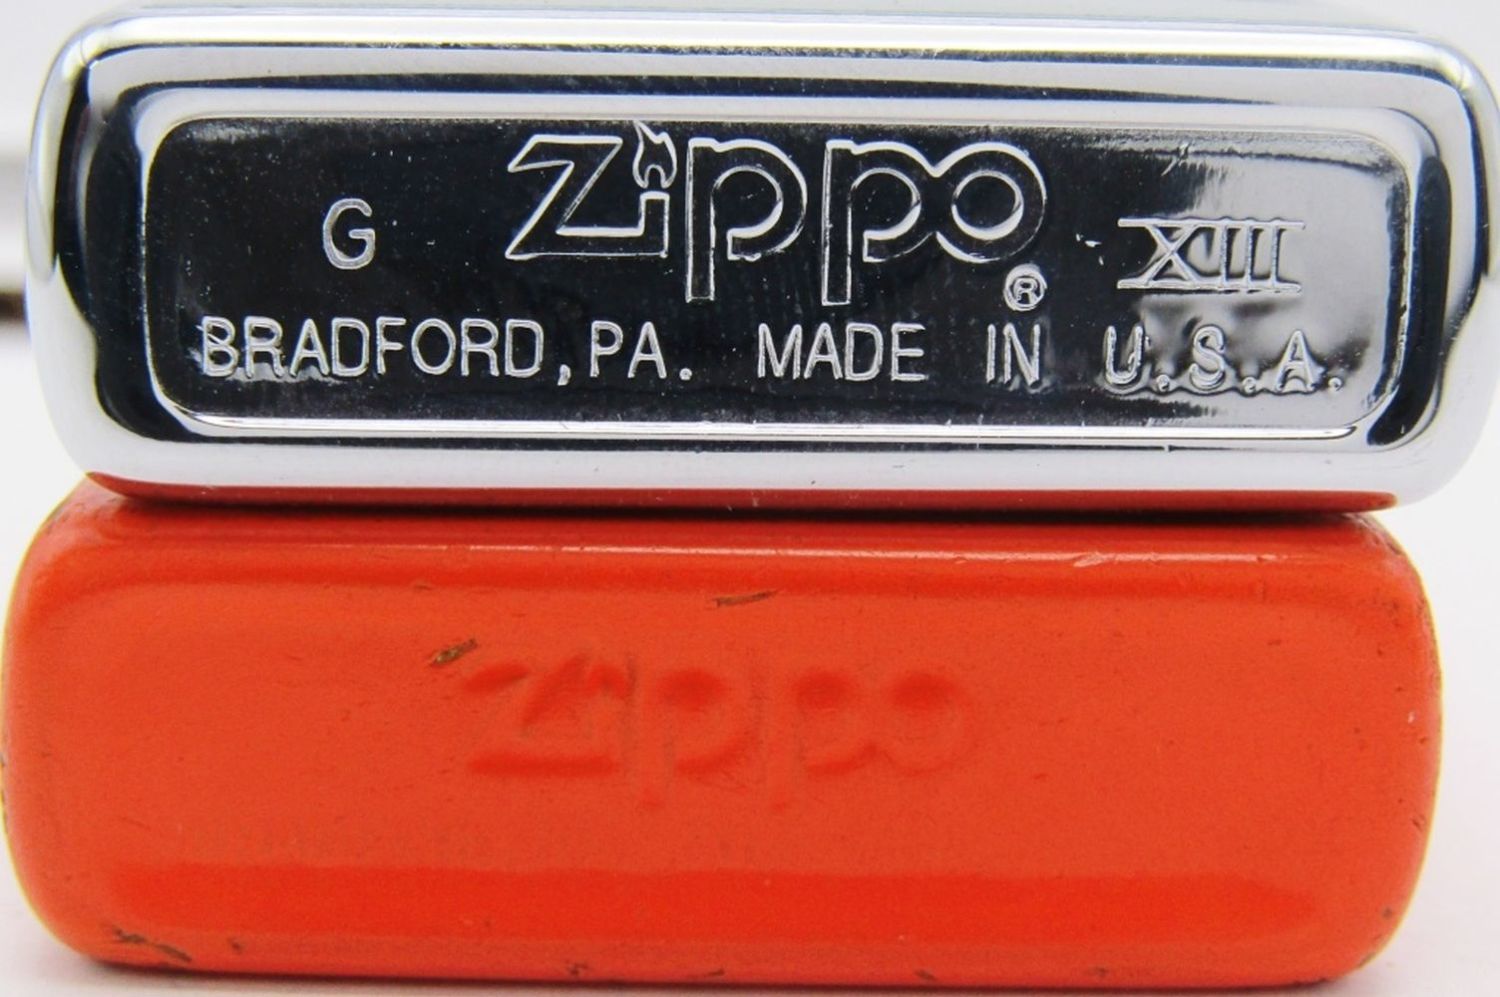 G Zippo ® XIII
BRADFORD, PA. MADE IN U.S.A.
Zippo